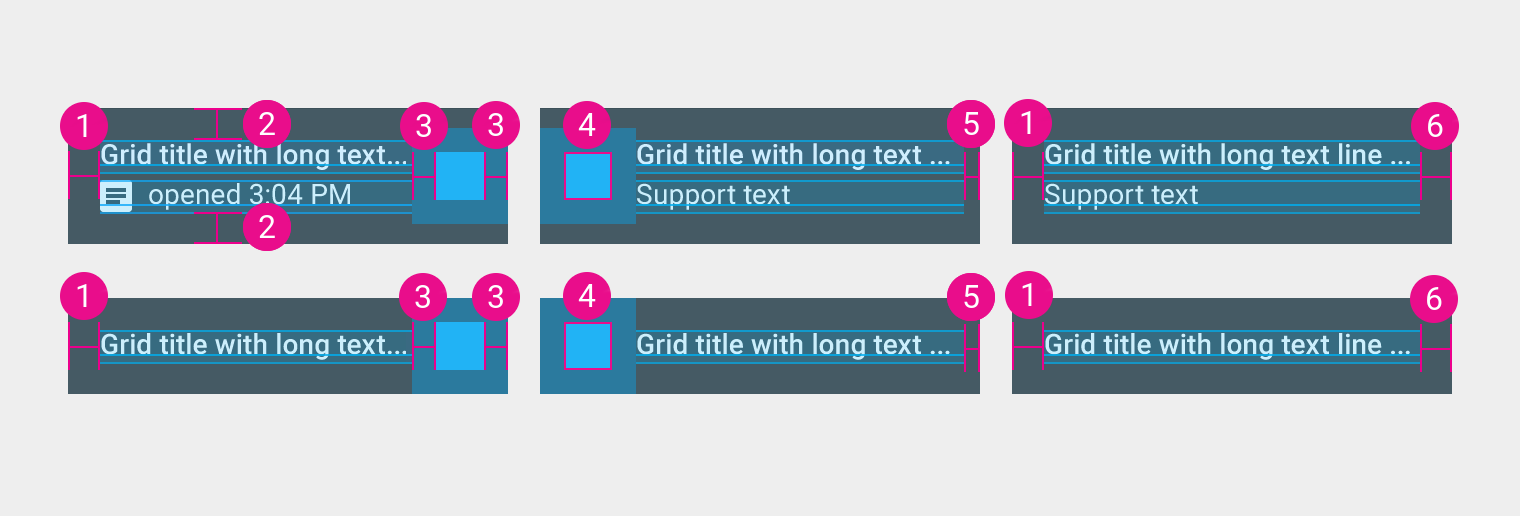 1
2
3
3
Grid title with long text...
opened 3:04 PM
2
4
5
Grid title with long text ...
Support text
1
6
Grid title with long text line ...
Support text
1
3
3
Grid title with long text...
4
5
Grid title with long text ...
1
6
Grid title with long text line ...